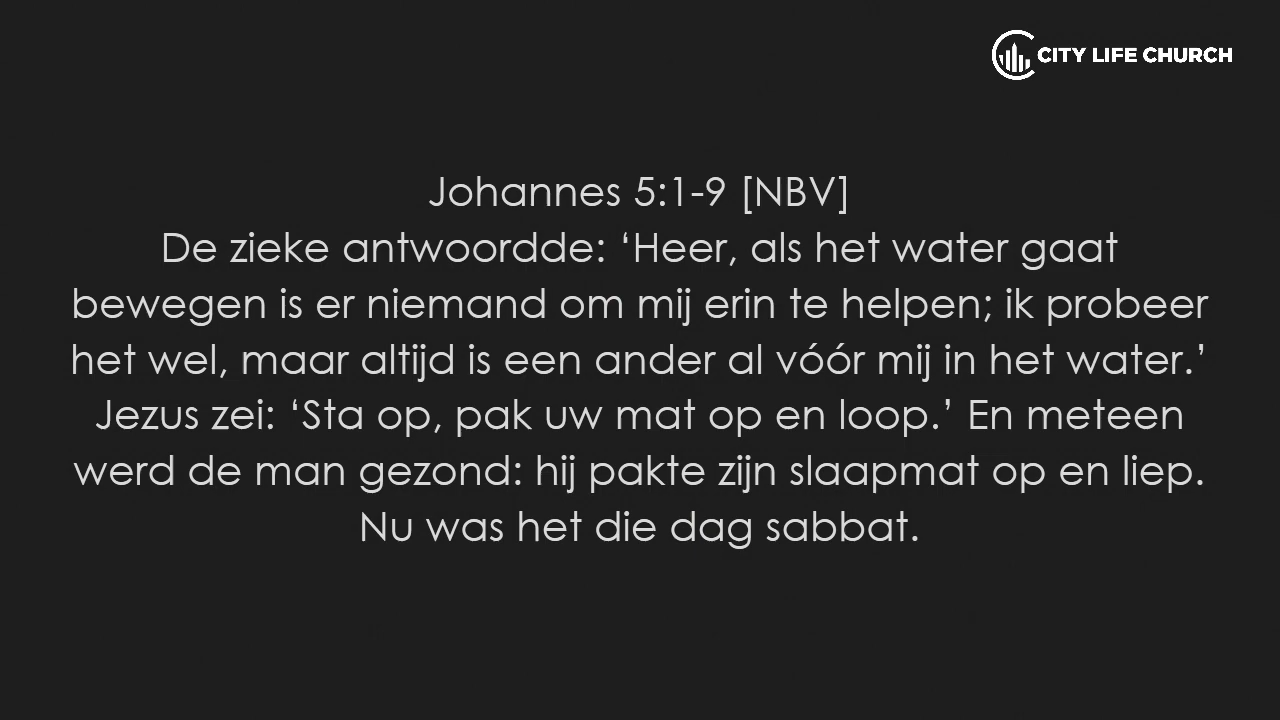 CITY LIFE CHURCH
Johannes 5:1-9 [NBV]
De zieke antwoordde: ‘Heer, als het water gaat
bewegen is er niemand om mij erin te helpen; ik probeer
het wel, maar altijd is een ander al vóór mij in het water.’
Jezus zei: ‘Sta op, pak uw mat op en loop.’ En meteen
werd de man gezond: hij pakte zijn slaapmat op en liep.
Nu was het die dag sabbat.